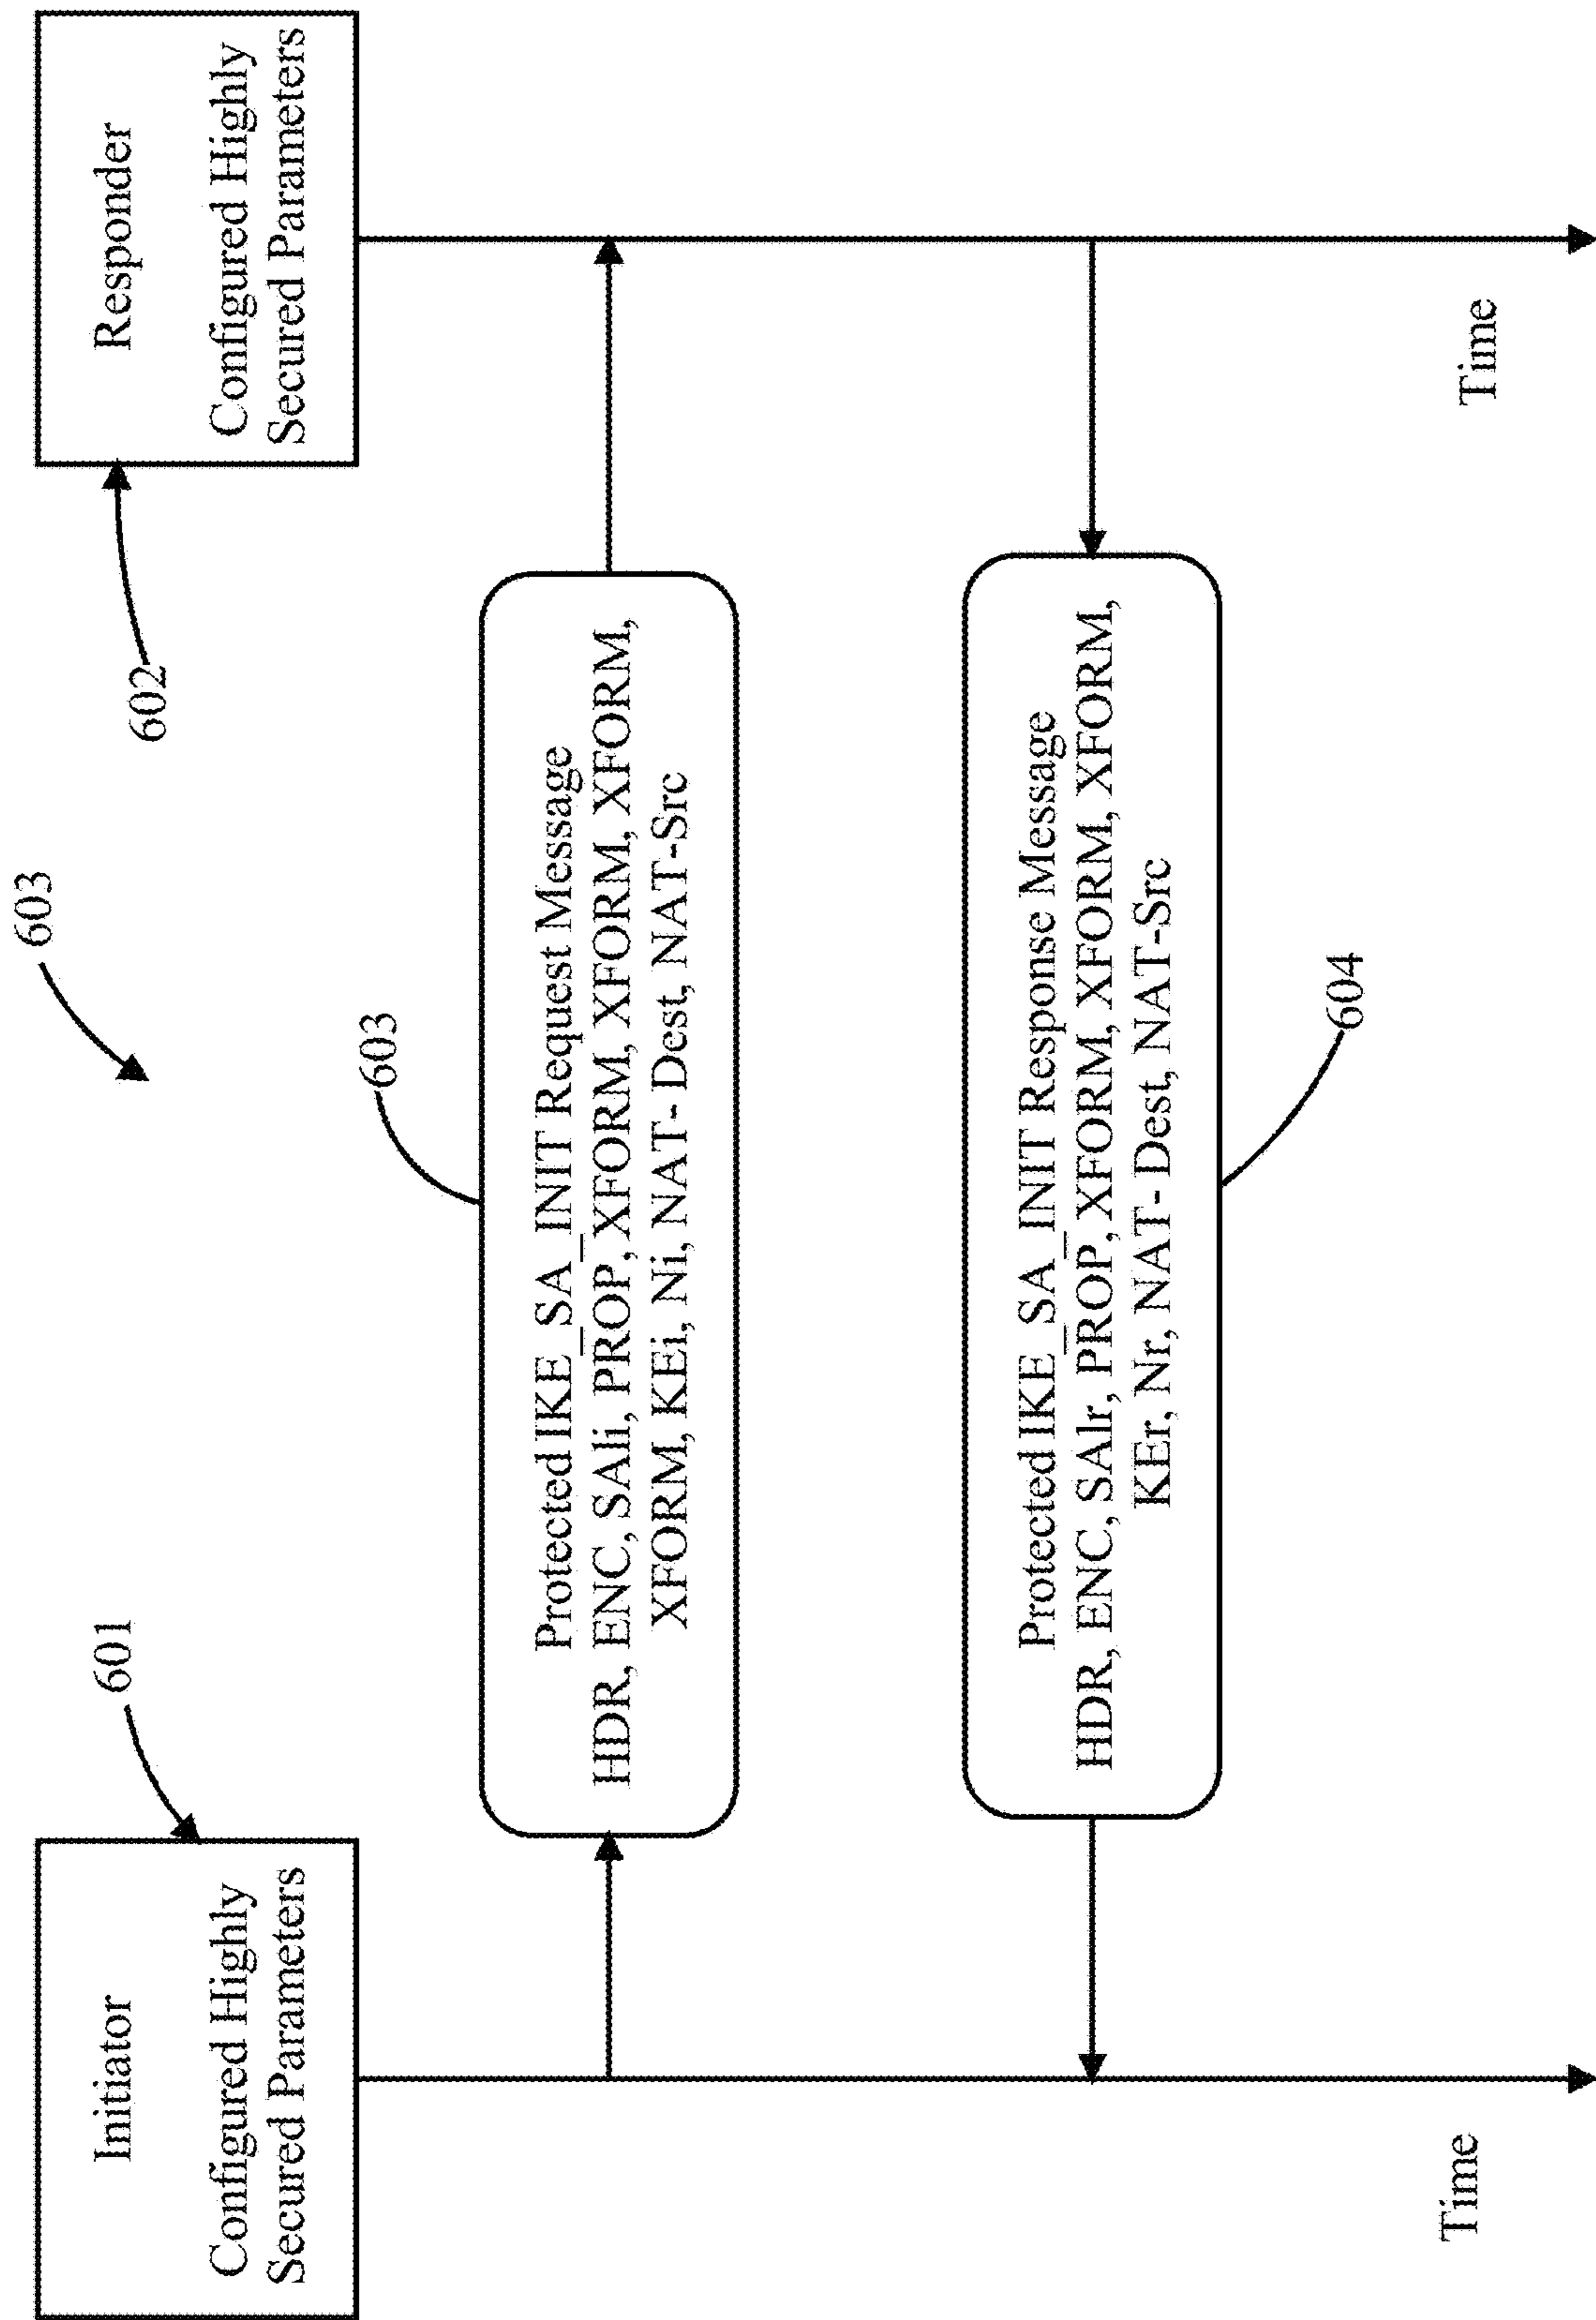 603
Initiator
Configured Highly
Secured Parameters
601
Responder
Configured Highly
Secured Parameters
602
603
Protected IKE_SA_INIT Request Message
HDR, ENC, SAli, PROP, XFORM, XFORM, XFORM,
XFORM, KEi, Ni, NAT-Dest, NAT-Src
Protected IKE_SA_INIT Response Message
HDR, ENC, SAlr, PROP, XFORM, XFORM, XFORM, XFORM,
KEr, Nr, NAT-Dest, NAT-Src
604
Time
Time